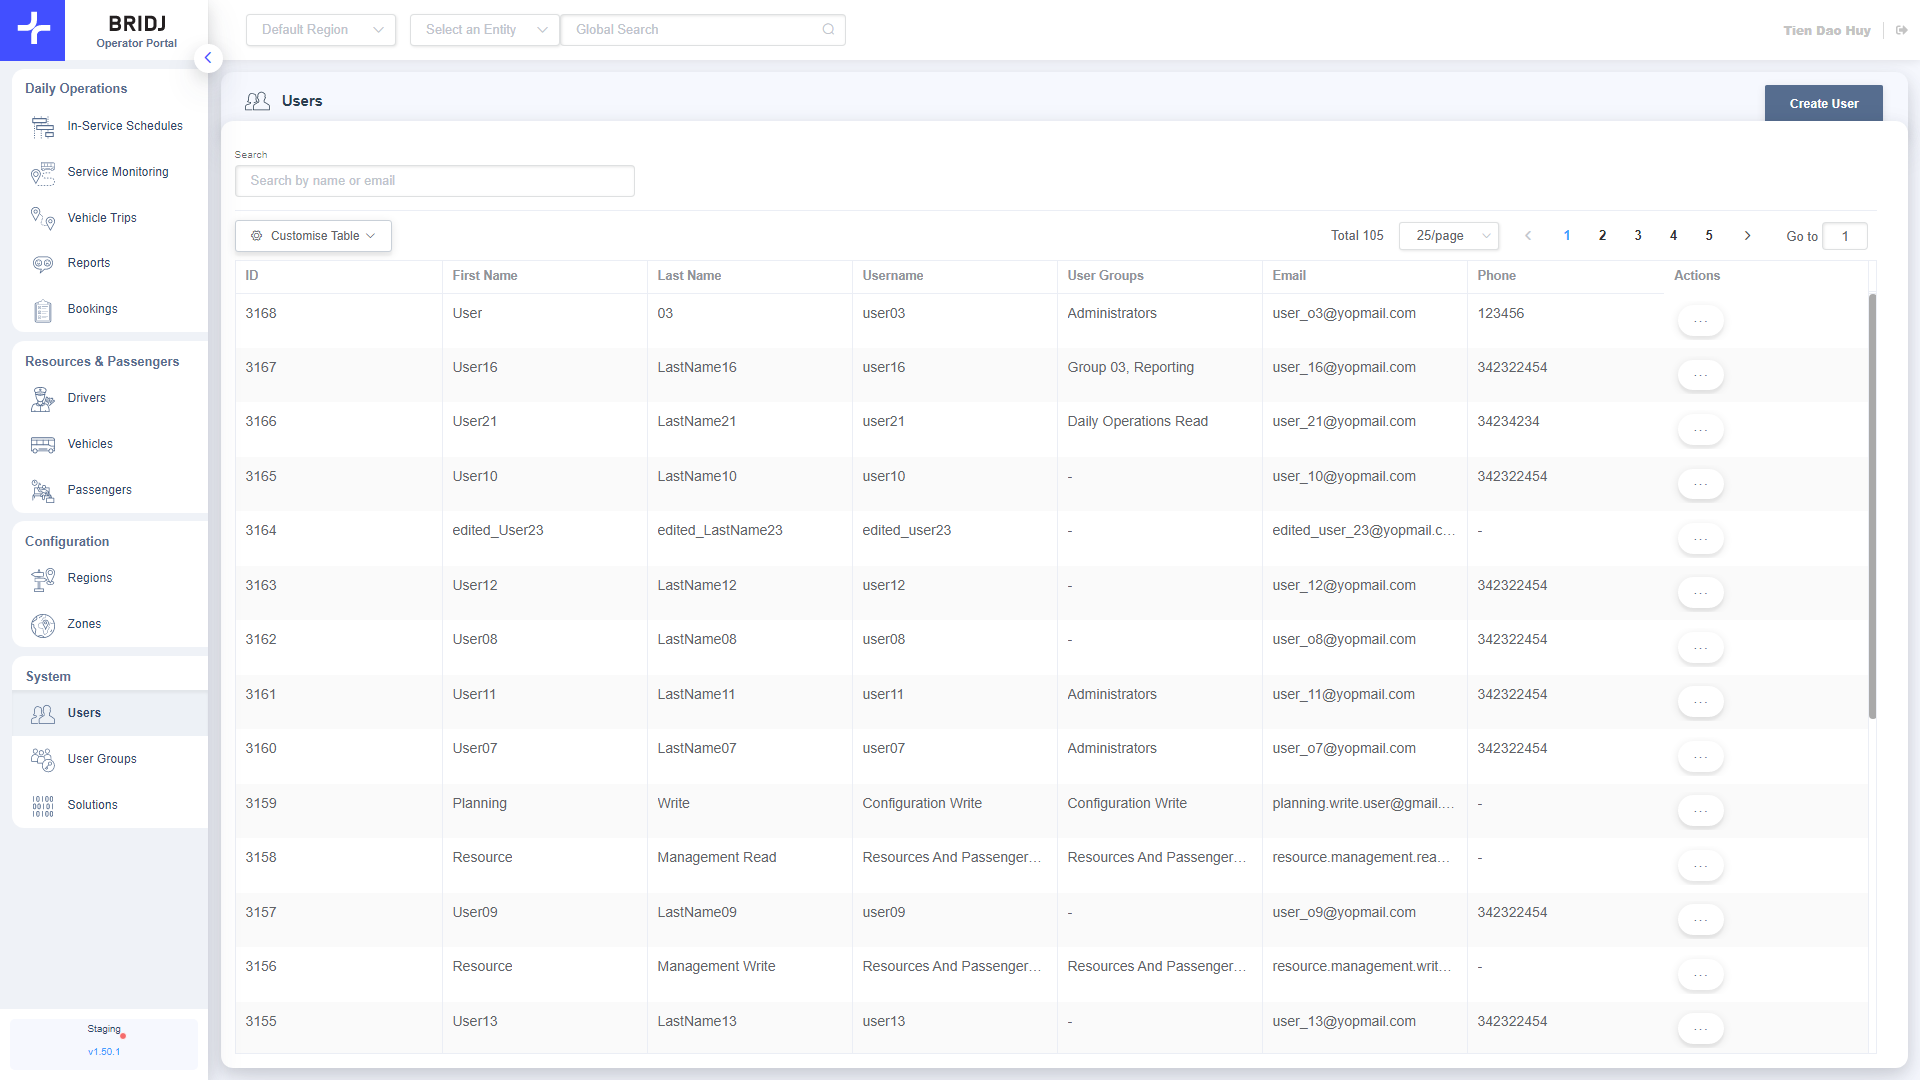 BRIDJ
Operator Portal
Default Region
Select an Entity
Global Search
Tien Dao Huy
Daily Operations
In-Service Schedules
Service Monitoring
Vehicle Trips
Reports
Bookings
Resources & Passengers
Drivers
Vehicles
Passengers
Configuration
Regions
Zones
System
Users
User Groups
10100
00101
10100
Solutions
Staging
v1.50.1
Users
Create User
Search
Search by name or email
Customise Table
Total 105 25/page 1 2 3 4 5 Go to 1
ID First Name Last Name Username User Groups Email Phone Actions
3168 User 03 user03 Administrators user_o3@yopmail.com 123456 ...
3167 User16 LastName16 user16 Group 03, Reporting user_16@yopmail.com 342322454 ...
3166 User21 LastName21 user21 Daily Operations Read user_21@yopmail.com 34234234 ...
3165 User10 LastName10 user10 - user_10@yopmail.com 342322454 ...
3164 edited_User23 edited_LastName23 edited_user23 - edited_user_23@yopmail.c... - ...
3163 User12 LastName12 user12 - user_12@yopmail.com 342322454 ...
3162 User08 LastName08 user08 - user_o8@yopmail.com 342322454 ...
3161 User11 LastName11 user11 Administrators user_11@yopmail.com 342322454 ...
3160 User07 LastName07 user07 Administrators user_o7@yopmail.com 342322454 ...
3159 Planning Write Configuration Write Configuration Write planning.write.user@gmail.... - ...
3158 Resource Management Read Resources And Passenger... Resources And Passenger... resource.management.rea... - ...
3157 User09 LastName09 user09 - user_o9@yopmail.com 342322454 ...
3156 Resource Management Write Resources And Passenger... Resources And Passenger... resource.management.writ... - ...
3155 User13 LastName13 user13 - user_13@yopmail.com 342322454 ...